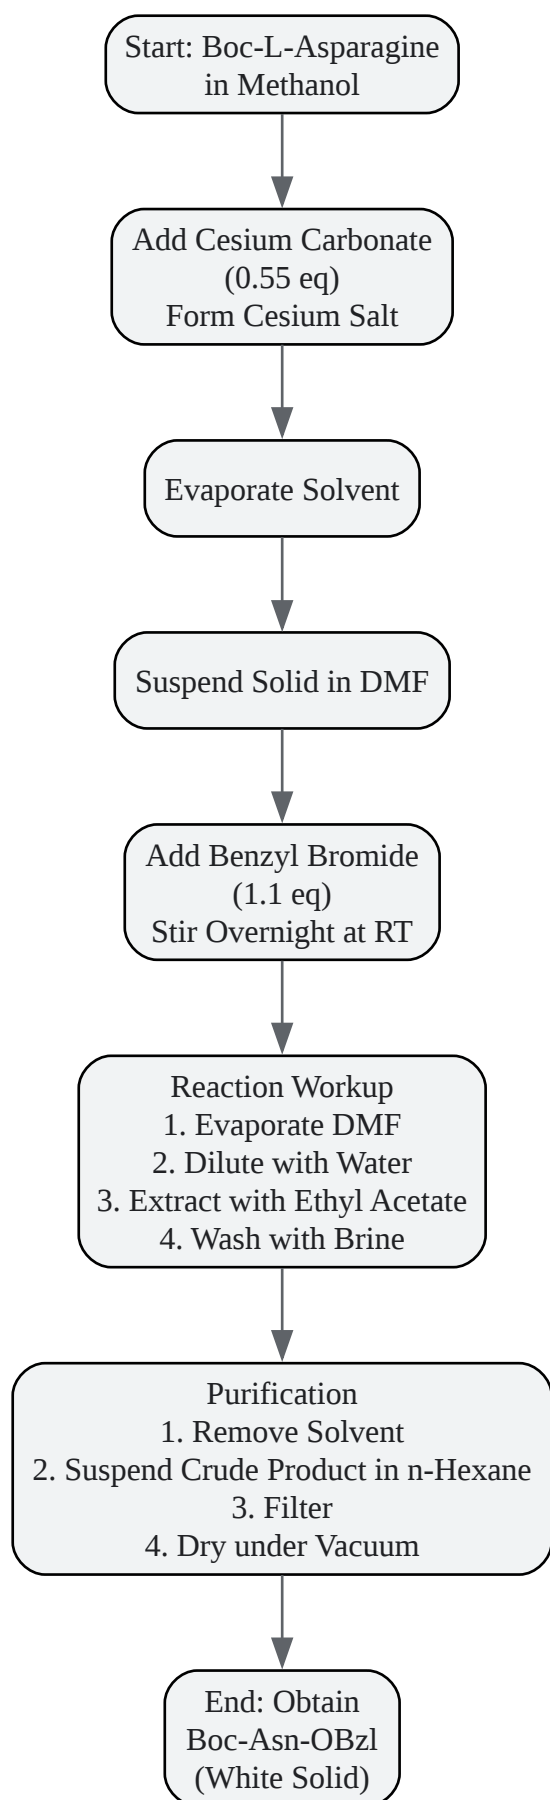 Start: Boc-L-Asparagine
in Methanol
Add Cesium Carbonate
(0.55 eq)
Form Cesium Salt
Evaporate Solvent
Suspend Solid in DMF
Add Benzyl Bromide
(1.1 eq)
Stir Overnight at RT
Reaction Workup
1. Evaporate DMF
2. Dilute with Water
3. Extract with Ethyl Acetate
4. Wash with Brine
Purification
1. Remove Solvent
2. Suspend Crude Product in n-Hexane
3. Filter
4. Dry under Vacuum
End: Obtain
Boc-Asn-OBzl
(White Solid)